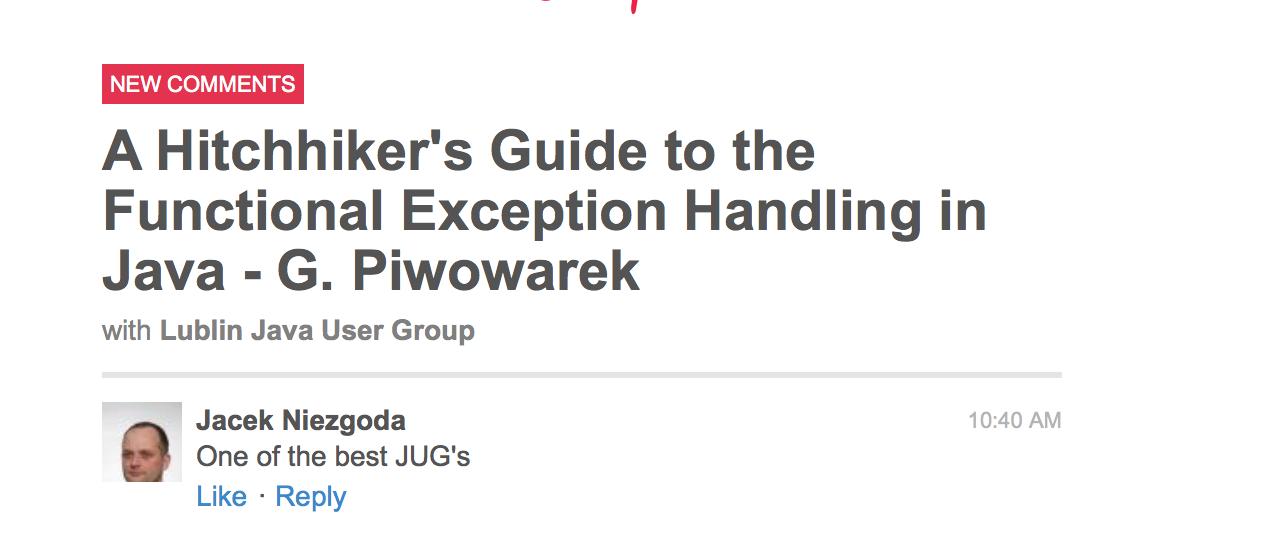 NEW COMMENTS
A Hitchhiker's Guide to the
Functional Exception Handling in
Java - G. Piwowarek
with Lublin Java User Group
Jacek Niezgoda
10:40 AM
One of the best JUG's
Like · Reply